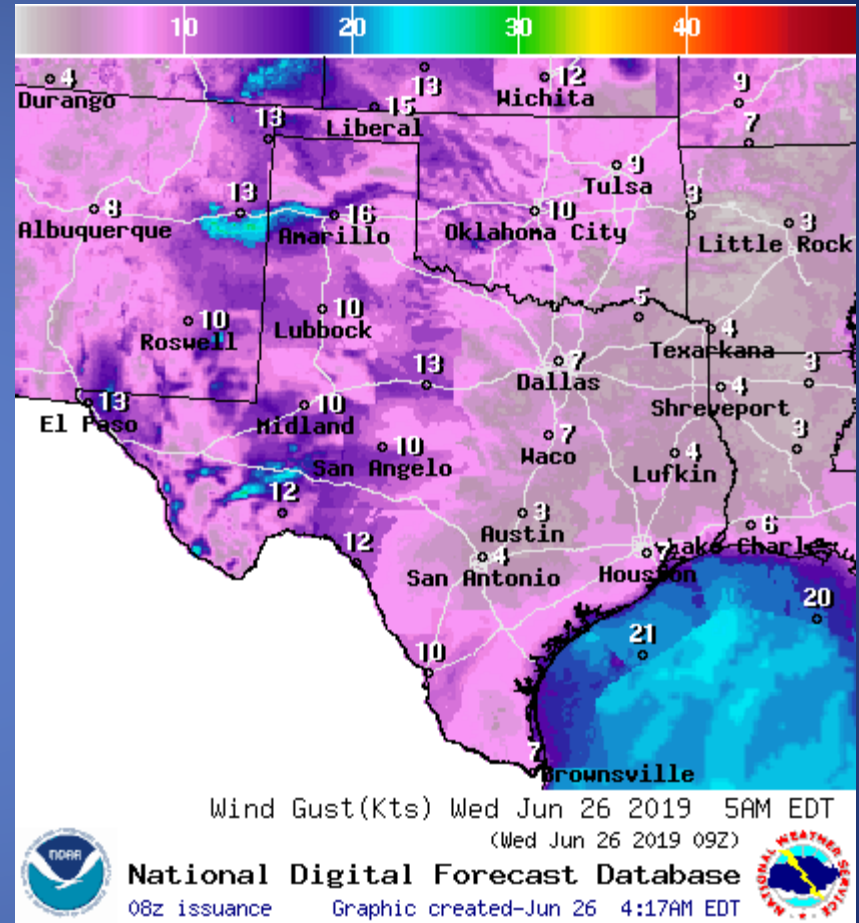 10 20 30 40
4 13 12 9
Durango Wichita
15
Liberal
13 7
9
Tulsa
8 13 16 10 3 3
Albuquerque Amarillo Oklahoma City Little Rock
10 10 5
Roswell Lubbock
4
Texarkana
13 7 3
Dallas
4
Shreveport
13 10
El Paso Midland
10 7 4 3
San Angelo Waco Lufkin
12 3 6
Austin
12 4 7 Lake Charles
San Antonio Houston
20
21
10
7
Brownsville
Wind Gust(Kts) Wed Jun 26 2019 5AM EDT
(Wed Jun 26 2019 09Z)
NOAA
NATIONAL WEATHER SERVICE
National Digital Forecast Database
08z issuance Graphic created-Jun 26 4:17AM EDT